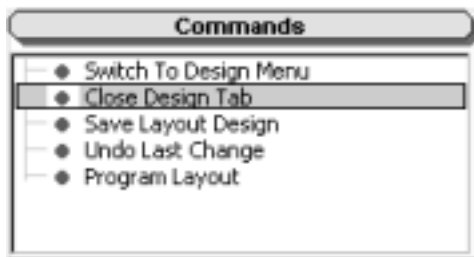 Commands
Switch To Design Menu
Close Design Tab
Save Layout Design
Undo Last Change
Program Layout